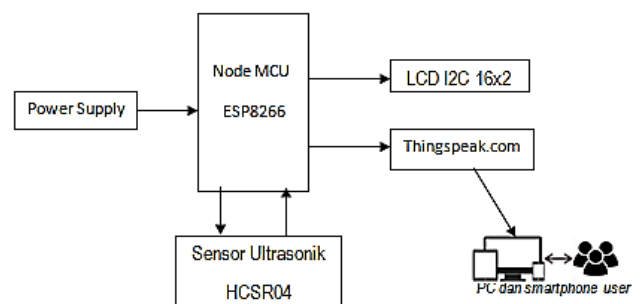 Node MCU
ESP8266
Power Supply
LCD I2C 16x2
Thingspeak.com
Sensor Ultrasonik
HCSR04
PC dan smartphone user